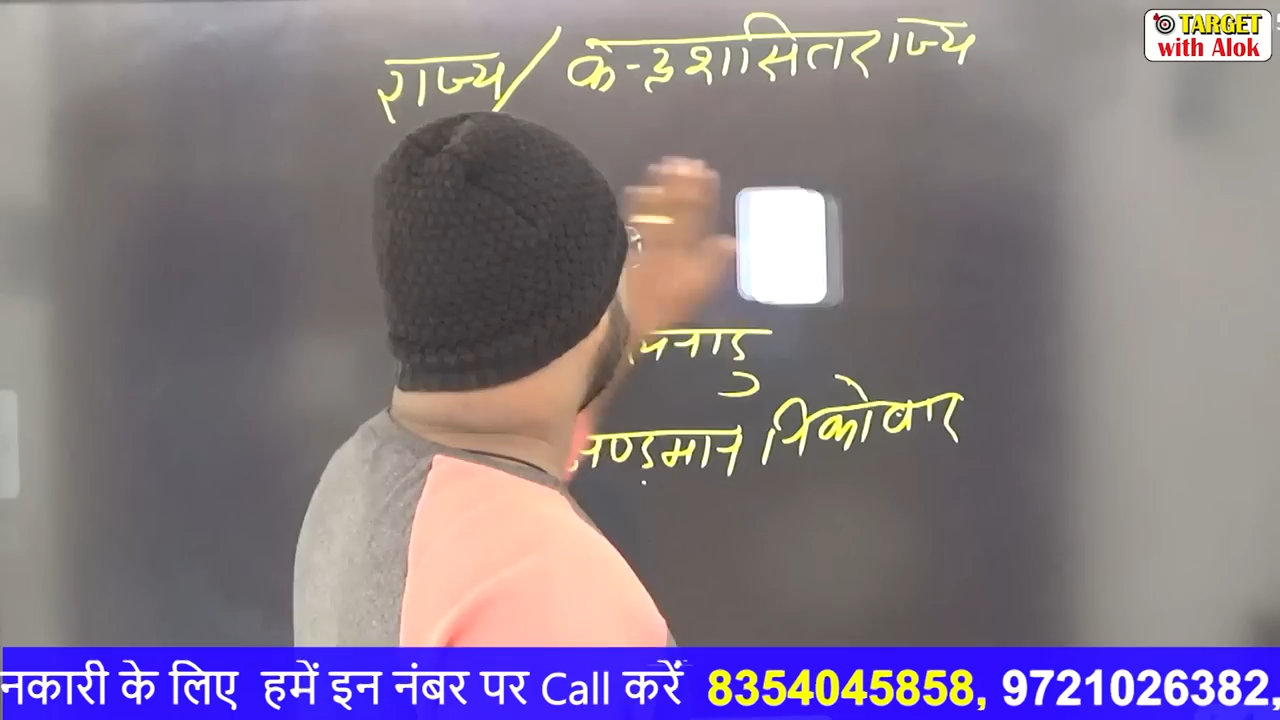 TARGET
with Alok
राज्य / केन्द्रशासित राज्य
अण्डमान निकोबार
नकारी के लिए हमें इन नंबर पर Call करें 8354045858, 9721026382,